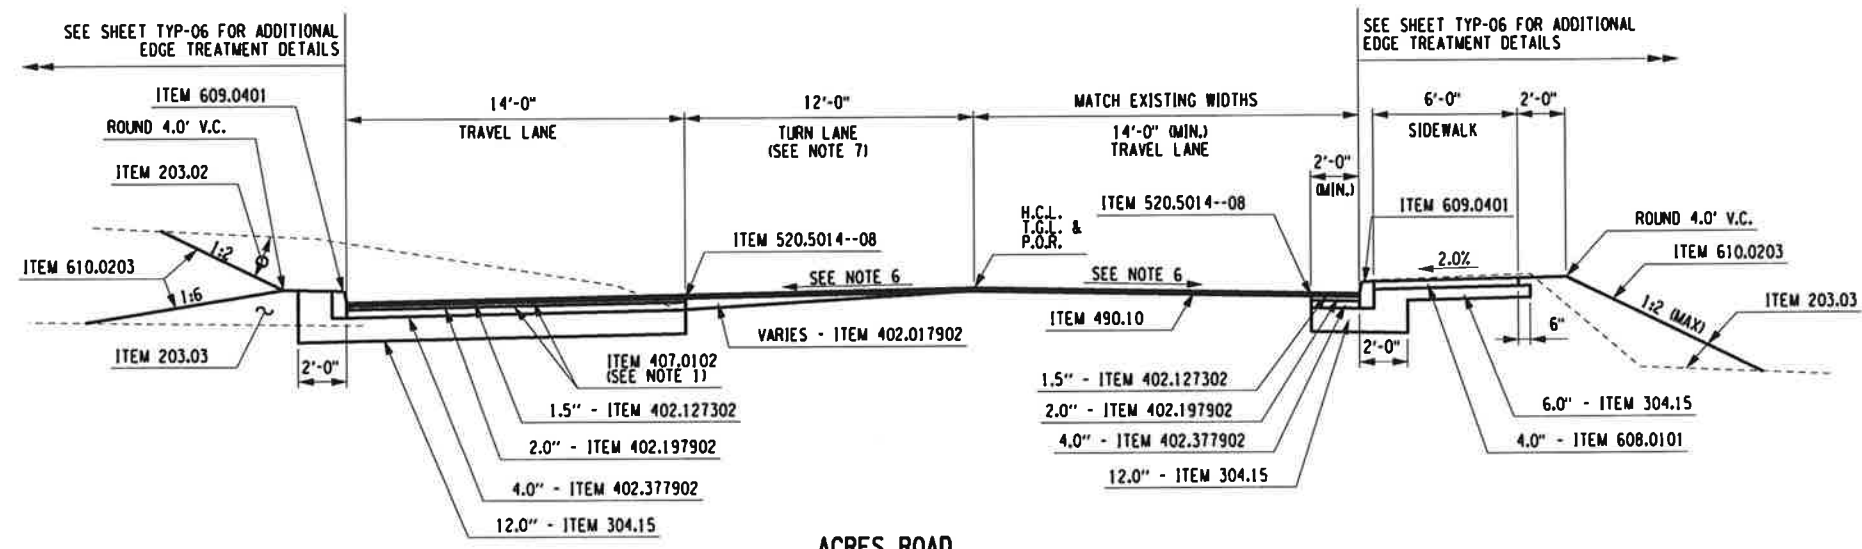 SEE SHEET TYP-06 FOR ADDITIONAL
EDGE TREATMENT DETAILS
SEE SHEET TYP-06 FOR ADDITIONAL
EDGE TREATMENT DETAILS
ITEM 609.0401
ROUND 4.0' V.C.
ITEM 203.02
14'-0"
TRAVEL LANE
12'-0"
TURN LANE
(SEE NOTE 7)
MATCH EXISTING WIDTHS
14'-0" (MIN.)
TRAVEL LANE
6'-0"
SIDEWALK
2'-0"
2'-0"
(MIN.)
ITEM 520.5014--08
ITEM 609.0401
ROUND 4.0' V.C.
H.C.L.
T.G.L. &
P.O.R.
ITEM 520.5014--08
ITEM 610.0203
1:2
1:6
SEE NOTE 6
SEE NOTE 6
2.0%
ITEM 610.0203
1:2 (MAX)
ITEM 203.03
ITEM 203.03
2'-0"
ITEM 407.0102
(SEE NOTE 1)
VARIES - ITEM 402.017902
ITEM 490.10
2'-0"
6"
1.5" - ITEM 402.127302
2.0" - ITEM 402.197902
4.0" - ITEM 402.377902
12.0" - ITEM 304.15
1.5" - ITEM 402.127302
2.0" - ITEM 402.197902
4.0" - ITEM 402.377902
12.0" - ITEM 304.15
6.0" - ITEM 304.15
4.0" - ITEM 608.0101
ACRES ROAD